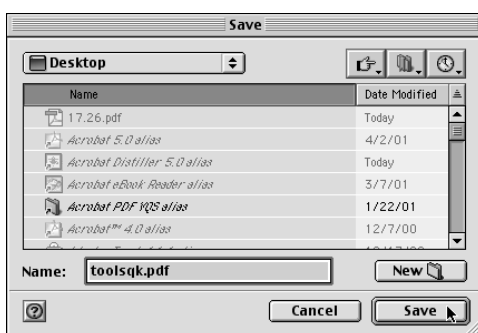 Save
Desktop
Name Date Modified
17.26.pdf Today
Acrobat 5.0 alias 4/2/01
Acrobat Distiller 5.0 alias Today
Acrobat eBook Reader alias 3/7/01
Acrobat PDF IQS alias 1/22/01
Acrobat™ 4.0 alias 12/7/00
Name: toolsqk.pdf New
? Cancel Save